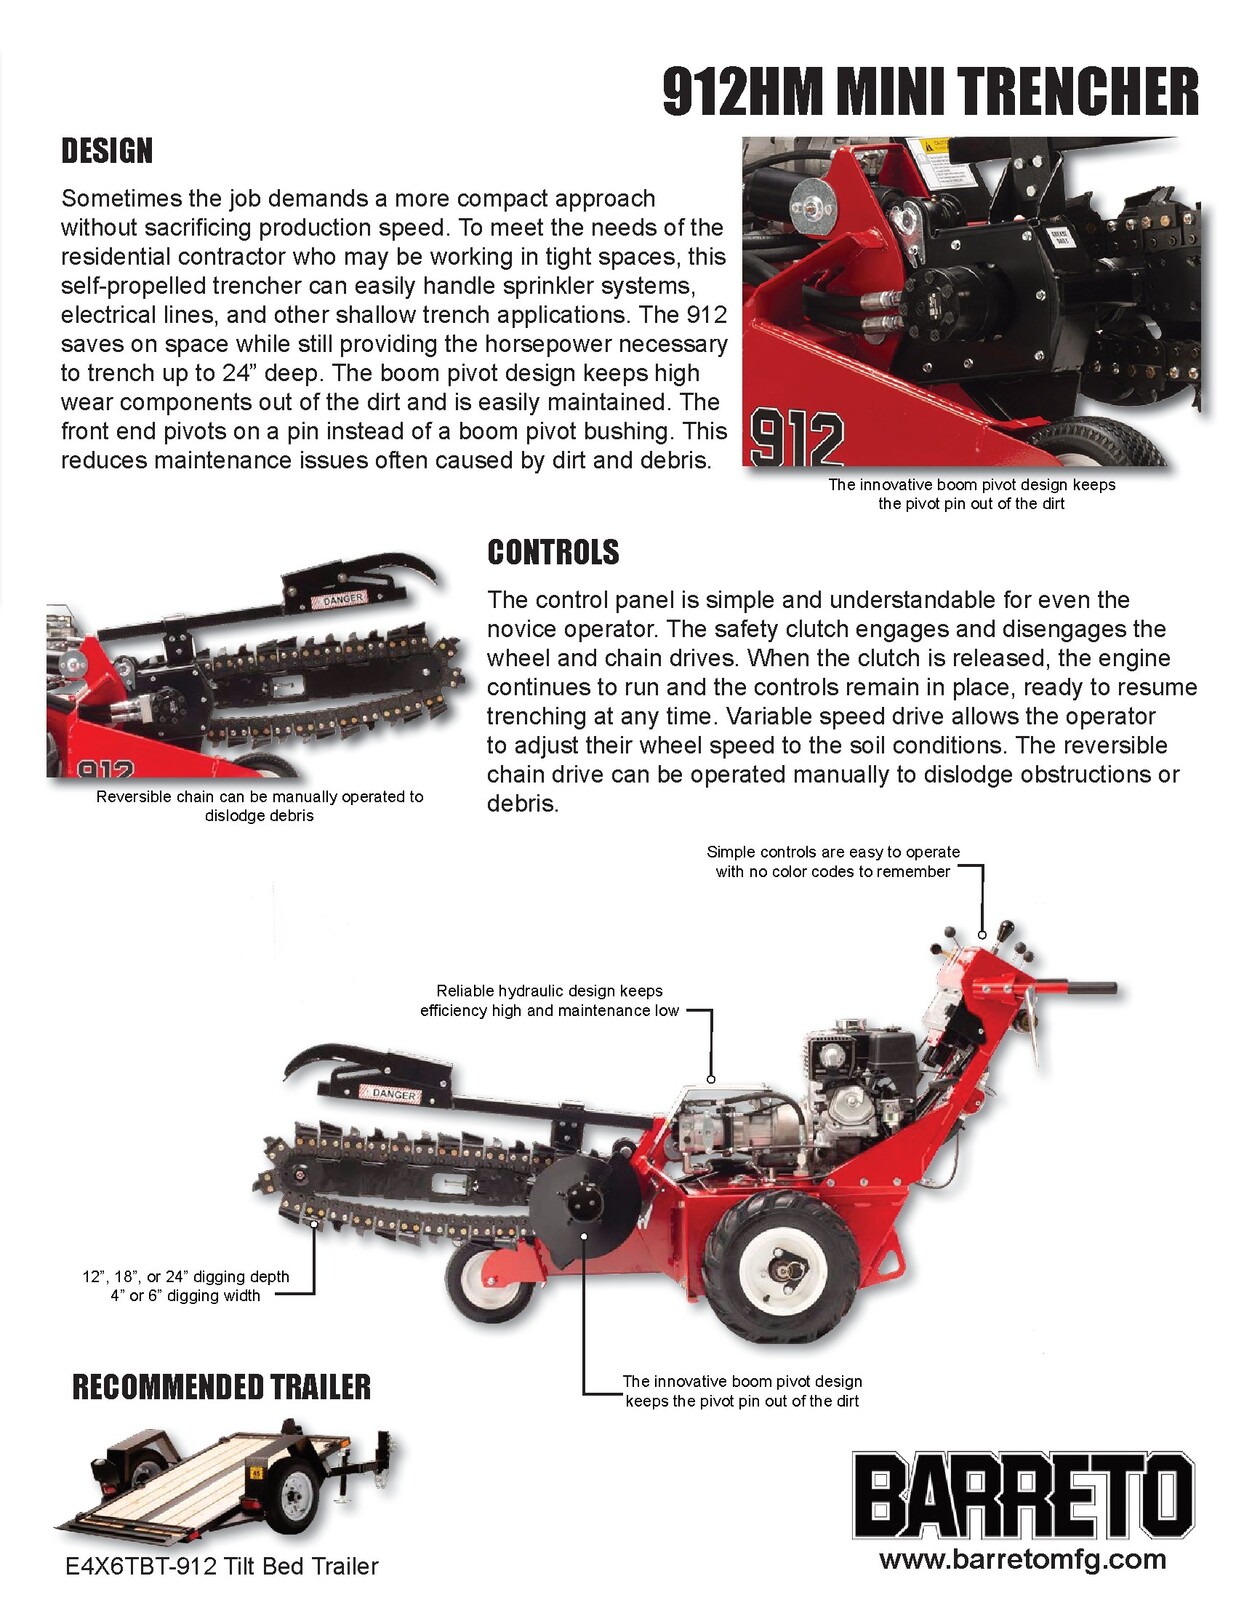 912HM MINI TRENCHER
DESIGN
Sometimes the job demands a more compact approach
without sacrificing production speed. To meet the needs of the
residential contractor who may be working in tight spaces, this
self-propelled trencher can easily handle sprinkler systems,
electrical lines, and other shallow trench applications. The 912
saves on space while still providing the horsepower necessary
to trench up to 24” deep. The boom pivot design keeps high
wear components out of the dirt and is easily maintained. The
front end pivots on a pin instead of a boom pivot bushing. This
reduces maintenance issues often caused by dirt and debris.
912
The innovative boom pivot design keeps
the pivot pin out of the dirt
DANGER
912
Reversible chain can be manually operated to
dislodge debris
CONTROLS
The control panel is simple and understandable for even the
novice operator. The safety clutch engages and disengages the
wheel and chain drives. When the clutch is released, the engine
continues to run and the controls remain in place, ready to resume
trenching at any time. Variable speed drive allows the operator
to adjust their wheel speed to the soil conditions. The reversible
chain drive can be operated manually to dislodge obstructions or
debris.
Simple controls are easy to operate
with no color codes to remember
Reliable hydraulic design keeps
efficiency high and maintenance low
DANGER
12”, 18”, or 24” digging depth
4” or 6” digging width
The innovative boom pivot design
keeps the pivot pin out of the dirt
RECOMMENDED TRAILER
E4X6TBT-912 Tilt Bed Trailer
BARRETO
www.barretomfg.com